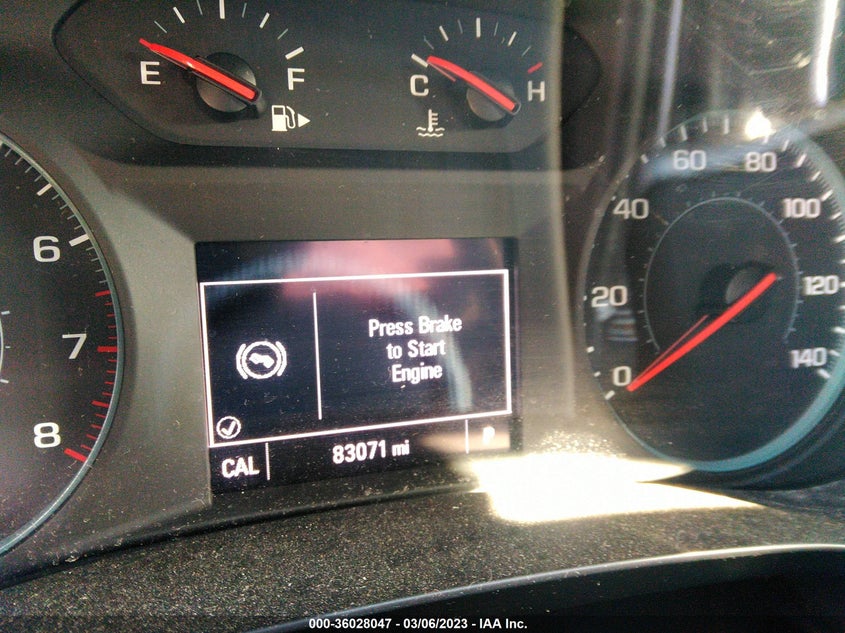 E F
C H
6
7
8
0
20
40
60
80
100
120
140
Press Brake
to Start
Engine
CAL
83071 mi
000-36028047 — 03/06/2023 - IAA Inc.